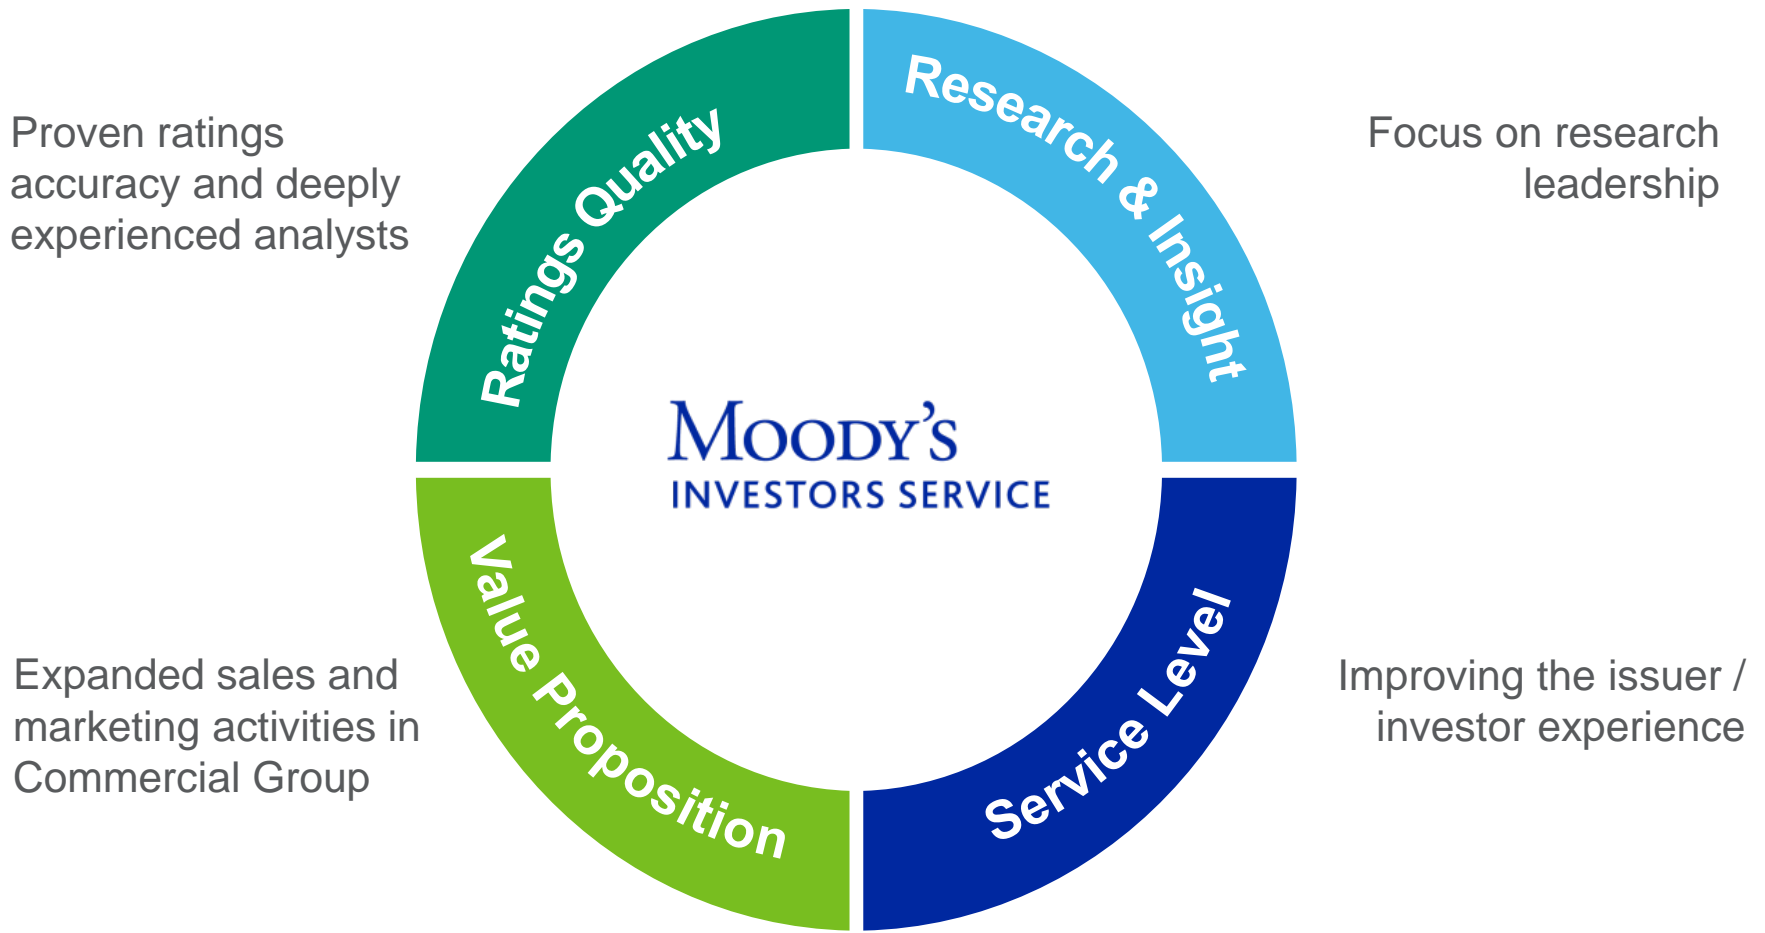 Proven ratings
accuracy and deeply
experienced analysts
Ratings Quality
Research & Insight
Focus on research
leadership
MOODY'S
INVESTORS SERVICE
Expanded sales and
marketing activities in
Commercial Group
Value Proposition
Service Level
Improving the issuer /
investor experience